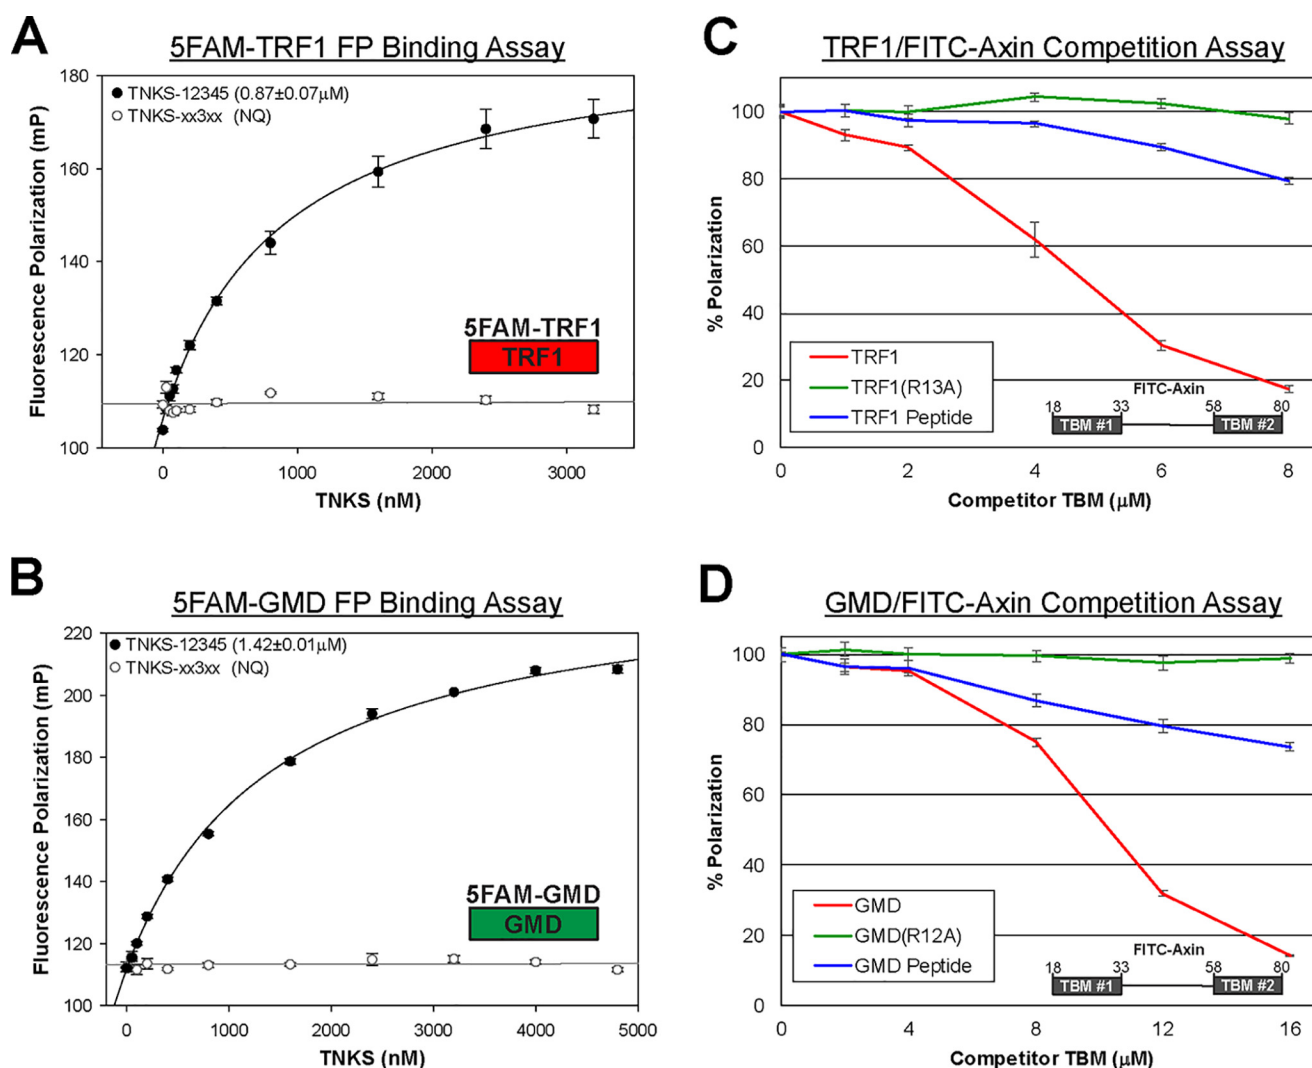 A
5FAM-TRF1 FP Binding Assay
Fluorescence Polarization (mP)
180
160
140
120
100
TNKS-12345 (0.87±0.07µM)
TNKS-xx3xx (NQ)
5FAM-TRF1
TRF1
0 1000 2000 3000
TNKS (nM)
B
5FAM-GMD FP Binding Assay
Fluorescence Polarization (mP)
220
200
180
160
140
120
100
TNKS-12345 (1.42±0.01µM)
TNKS-xx3xx (NQ)
5FAM-GMD
GMD
0 1000 2000 3000 4000 5000
TNKS (nM)
C
TRF1/FITC-Axin Competition Assay
% Polarization
100
80
60
40
20
0
TRF1
TRF1(R13A)
TRF1 Peptide
FITC-Axin
18 33 58 80
TBM #1 TBM #2
0 2 4 6 8
Competitor TBM (µM)
D
GMD/FITC-Axin Competition Assay
% Polarization
100
80
60
40
20
0
GMD
GMD(R12A)
GMD Peptide
FITC-Axin
18 33 58 80
TBM #1 TBM #2
0 4 8 12 16
Competitor TBM (µM)